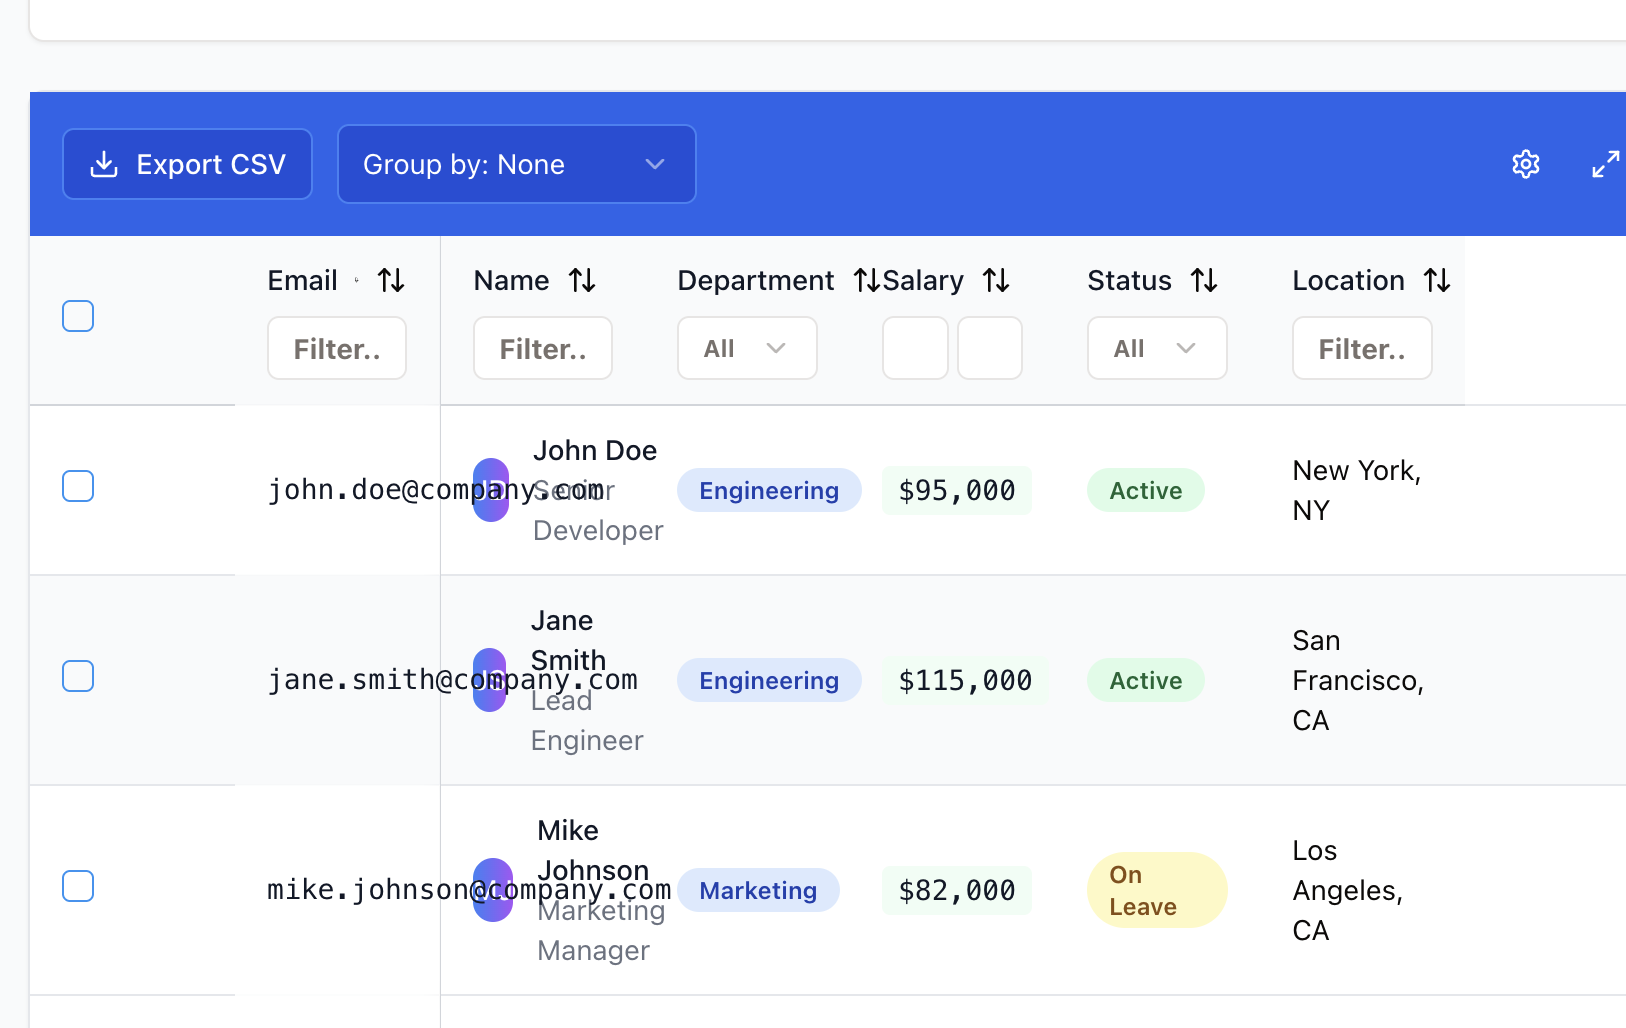 Export CSV
Group by: None
Email
Name
Department
Salary
Status
Location
Filter..
Filter..
All
All
Filter..
john.doe@company.com
John Doe
Senior
Developer
Engineering
$95,000
Active
New York,
NY
jane.smith@company.com
JS
Jane
Smith
Lead
Engineer
Engineering
$115,000
Active
San
Francisco,
CA
mike.johnson@company.com
MJ
Mike
Johnson
Marketing
Manager
Marketing
$82,000
On
Leave
Los
Angeles,
CA